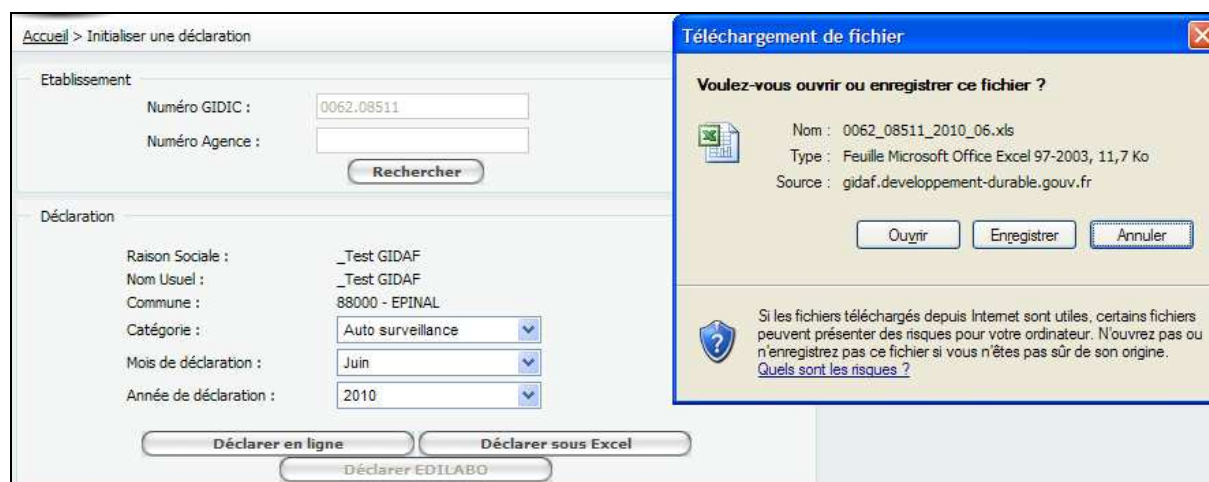 Accueil > Initialiser une déclaration
Etablissement
Numéro GIDIC :
0062.08511
Numéro Agence :
Rechercher
Déclaration
Raison Sociale :
_Test GIDAF
Nom Usuel :
_Test GIDAF
Commune :
88000 - EPINAL
Catégorie :
Auto surveillance
Mois de déclaration :
Juin
Année de déclaration :
2010
Déclarer en ligne
Déclarer sous Excel
Déclarer EDILABO
Téléchargement de fichier
Voulez-vous ouvrir ou enregistrer ce fichier ?
Nom : 0062_08511_2010_06.xls
Type : Feuille Microsoft Office Excel 97-2003, 11,7 Ko
Source : gidaf.developpement-durable.gouv.fr
Ouvrir
Enregistrer
Annuler
Si les fichiers téléchargés depuis Internet sont utiles, certains fichiers
peuvent présenter des risques pour votre ordinateur. N'ouvrez pas ou
n'enregistrez pas ce fichier si vous n'êtes pas sûr de son origine.
Quels sont les risques ?